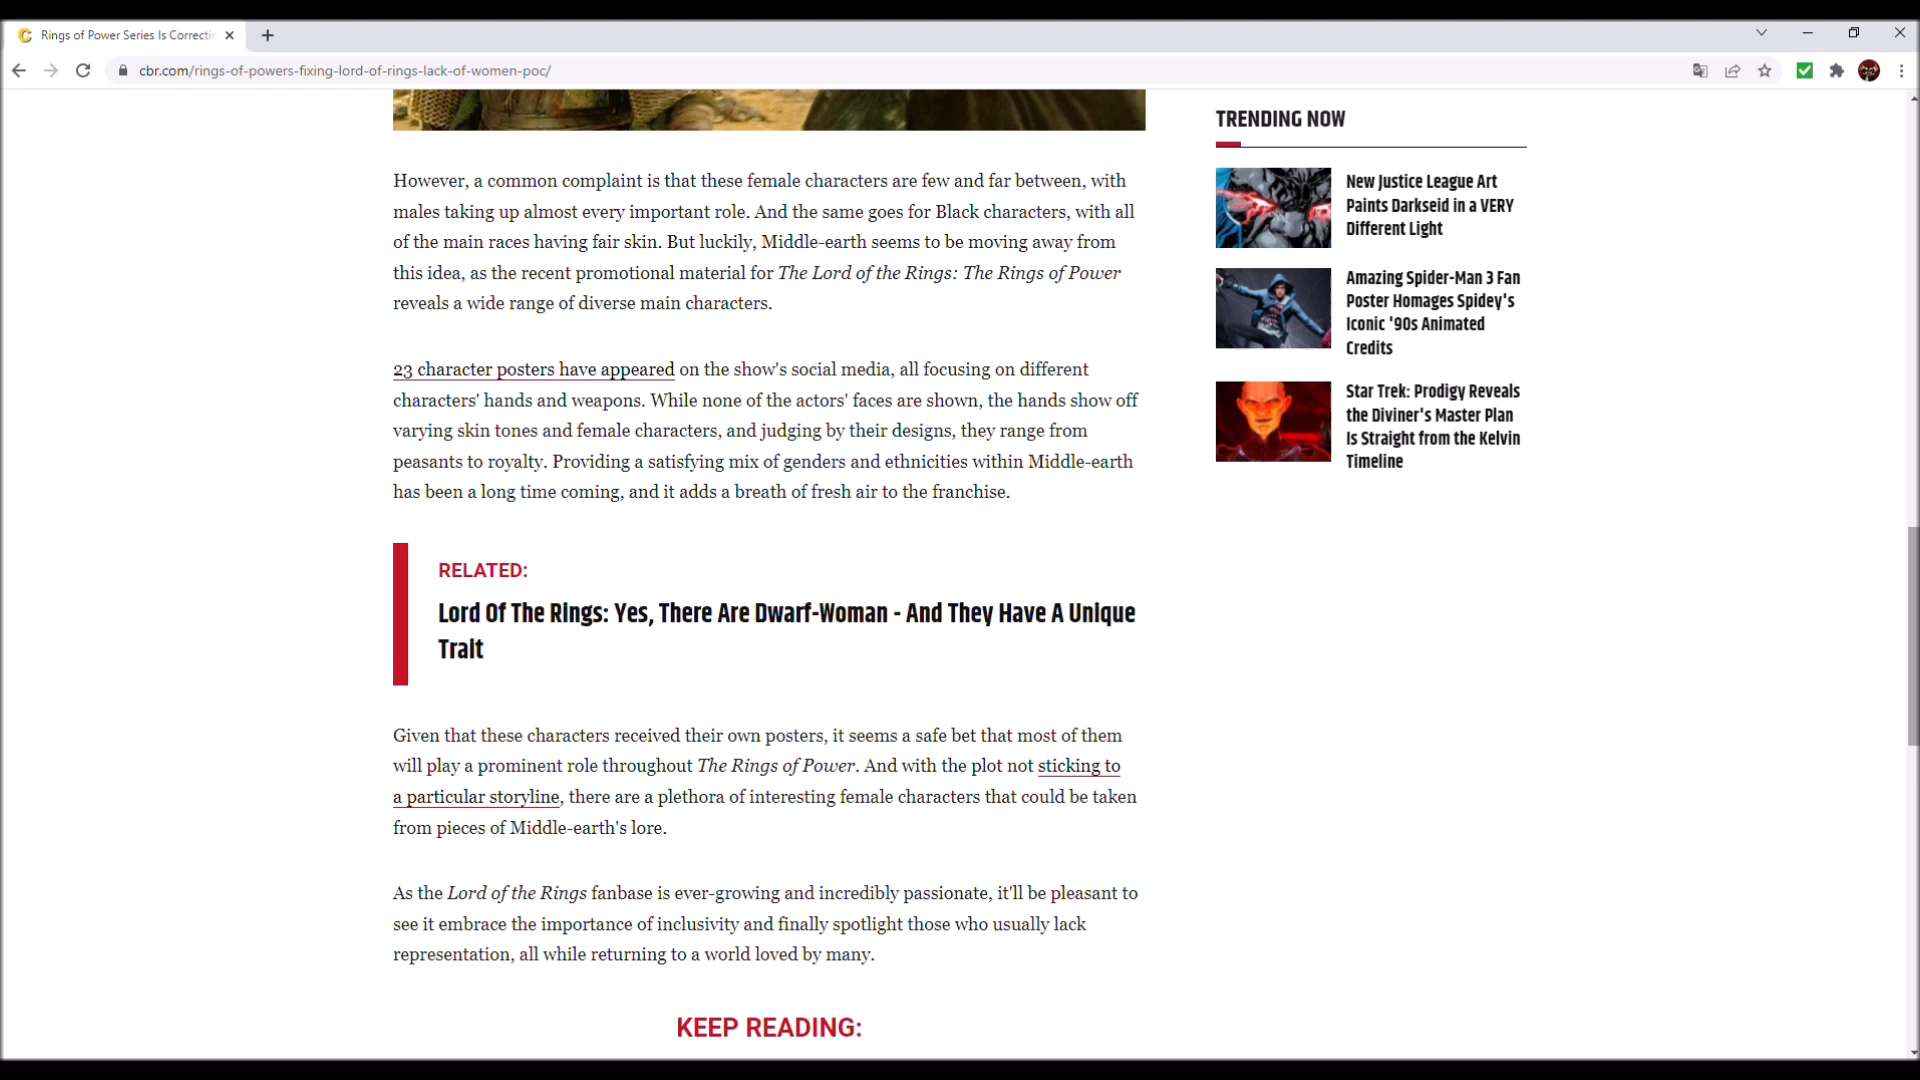 Rings of Power Series Is Correctin
cbr.com/rings-of-powers-fixing-lord-of-rings-lack-of-women-poc/
However, a common complaint is that these female characters are few and far between, with
males taking up almost every important role. And the same goes for Black characters, with all
of the main races having fair skin. But luckily, Middle-earth seems to be moving away from
this idea, as the recent promotional material for The Lord of the Rings: The Rings of Power
reveals a wide range of diverse main characters.
23 character posters have appeared on the show's social media, all focusing on different
characters' hands and weapons. While none of the actors' faces are shown, the hands show off
varying skin tones and female characters, and judging by their designs, they range from
peasants to royalty. Providing a satisfying mix of genders and ethnicities within Middle-earth
has been a long time coming, and it adds a breath of fresh air to the franchise.
RELATED:
Lord Of The Rings: Yes, There Are Dwarf-Woman - And They Have A Unique
Trait
Given that these characters received their own posters, it seems a safe bet that most of them
will play a prominent role throughout The Rings of Power. And with the plot not sticking to
a particular storyline, there are a plethora of interesting female characters that could be taken
from pieces of Middle-earth's lore.
As the Lord of the Rings fanbase is ever-growing and incredibly passionate, it'll be pleasant to
see it embrace the importance of inclusivity and finally spotlight those who usually lack
representation, all while returning to a world loved by many.
KEEP READING:
TRENDING NOW
New Justice League Art
Paints Darkseid in a VERY
Different Light
Amazing Spider-Man 3 Fan
Poster Homages Spidey's
Iconic '90s Animated
Credits
Star Trek: Prodigy Reveals
the Diviner's Master Plan
Is Straight from the Kelvin
Timeline